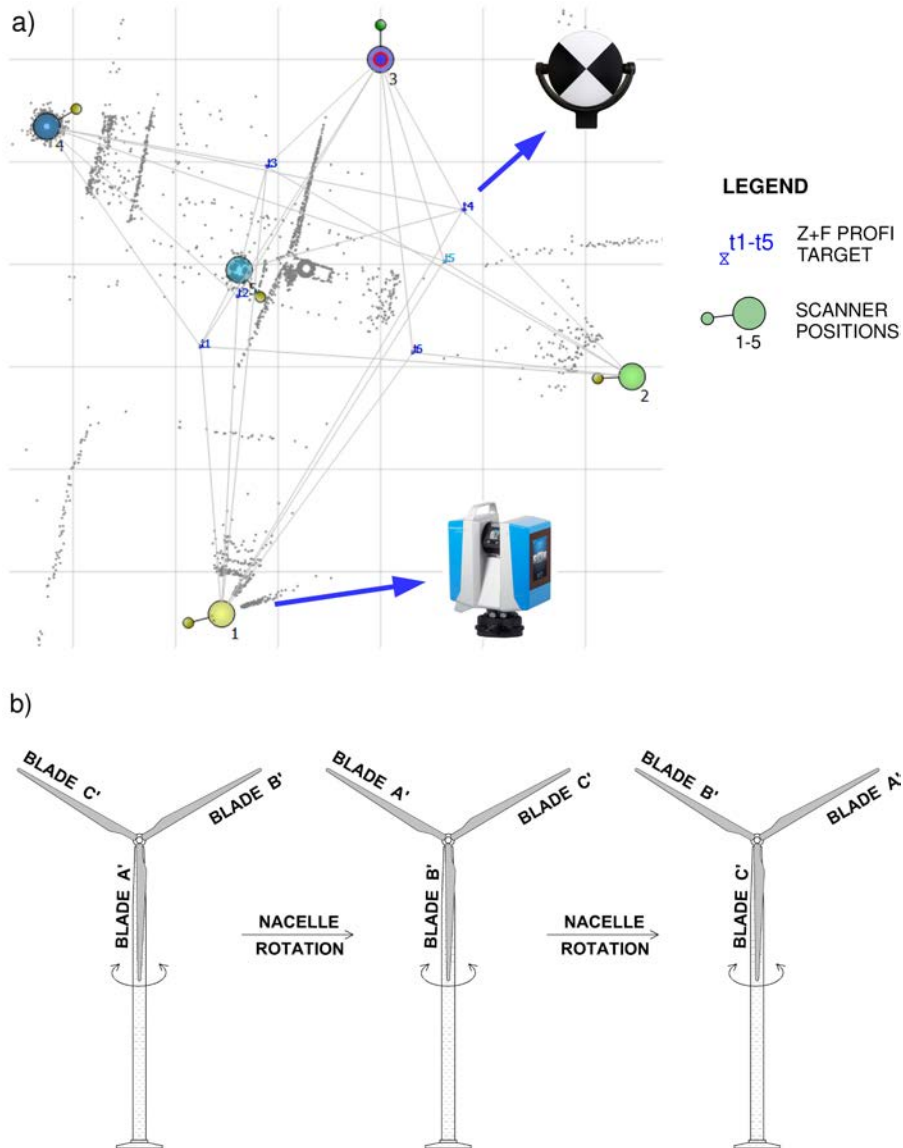 a)
3
4
t3
t4
t5
5
t2
t1
t6
2
1
LEGEND
t1-t5
Z+F PROFI
TARGET
SCANNER
POSITIONS
1-5
b)
BLADE C'
BLADE B'
BLADE A'
NACELLE
ROTATION
BLADE A'
BLADE C'
BLADE B'
NACELLE
ROTATION
BLADE B'
BLADE A'
BLADE C'